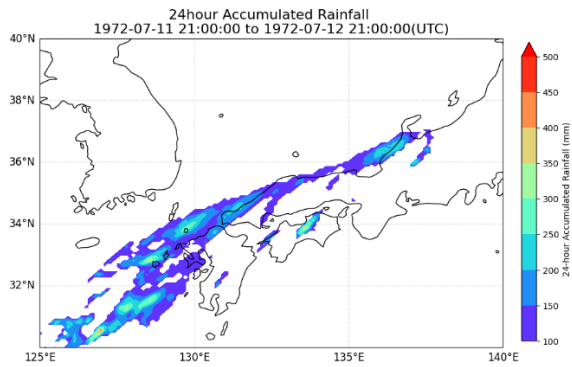 24hour Accumulated Rainfall
1972-07-11 21:00:00 to 1972-07-12 21:00:00(UTC)
40°N
38°N
36°N
34°N
32°N
125°E
130°E
135°E
140°E
500
450
400
350
300
250
200
150
100
24-hour Accumulated Rainfall (mm)